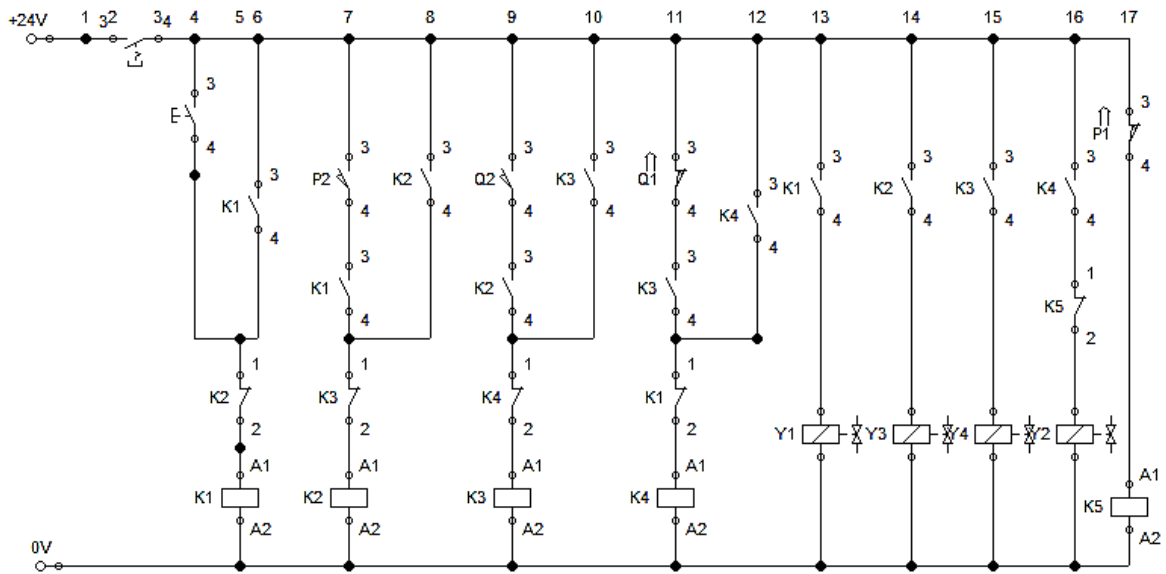 +24V 1 3 2 3 4 4 5 6 7 8 9 10 11 12 13 14 15 16 17
3 3
P1
4 4
3 3 3 3 3 3 3 3 3
P2 K2 Q2 K3 Q1 K1 K2 K3 K4
3 3
K1 K4
4 4 4 4 4 4 4 4 4
4 4
3 3 3 1
K1 K2 K3 K5
4 4 4 2
1 1 1 1
K2 K3 K4 K1
2 2 2 2
Y1 Y3 Y4 Y2
A1 A1 A1 A1 A1
K1 K2 K3 K4 K5
A2 A2 A2 A2 A2
0V